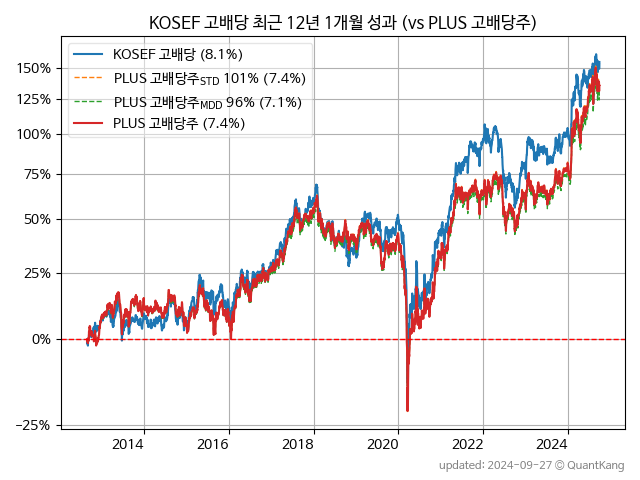 KOSEF 고배당 최근 12년 1개월 성과 (vs PLUS 고배당주)
KOSEF 고배당 (8.1%)
PLUS 고배당주STD 101% (7.4%)
PLUS 고배당주MDD 96% (7.1%)
PLUS 고배당주 (7.4%)
150%
125%
100%
75%
50%
25%
0%
−25%
2014 2016 2018 2020 2022 2024
updated: 2024-09-27 © QuantKang